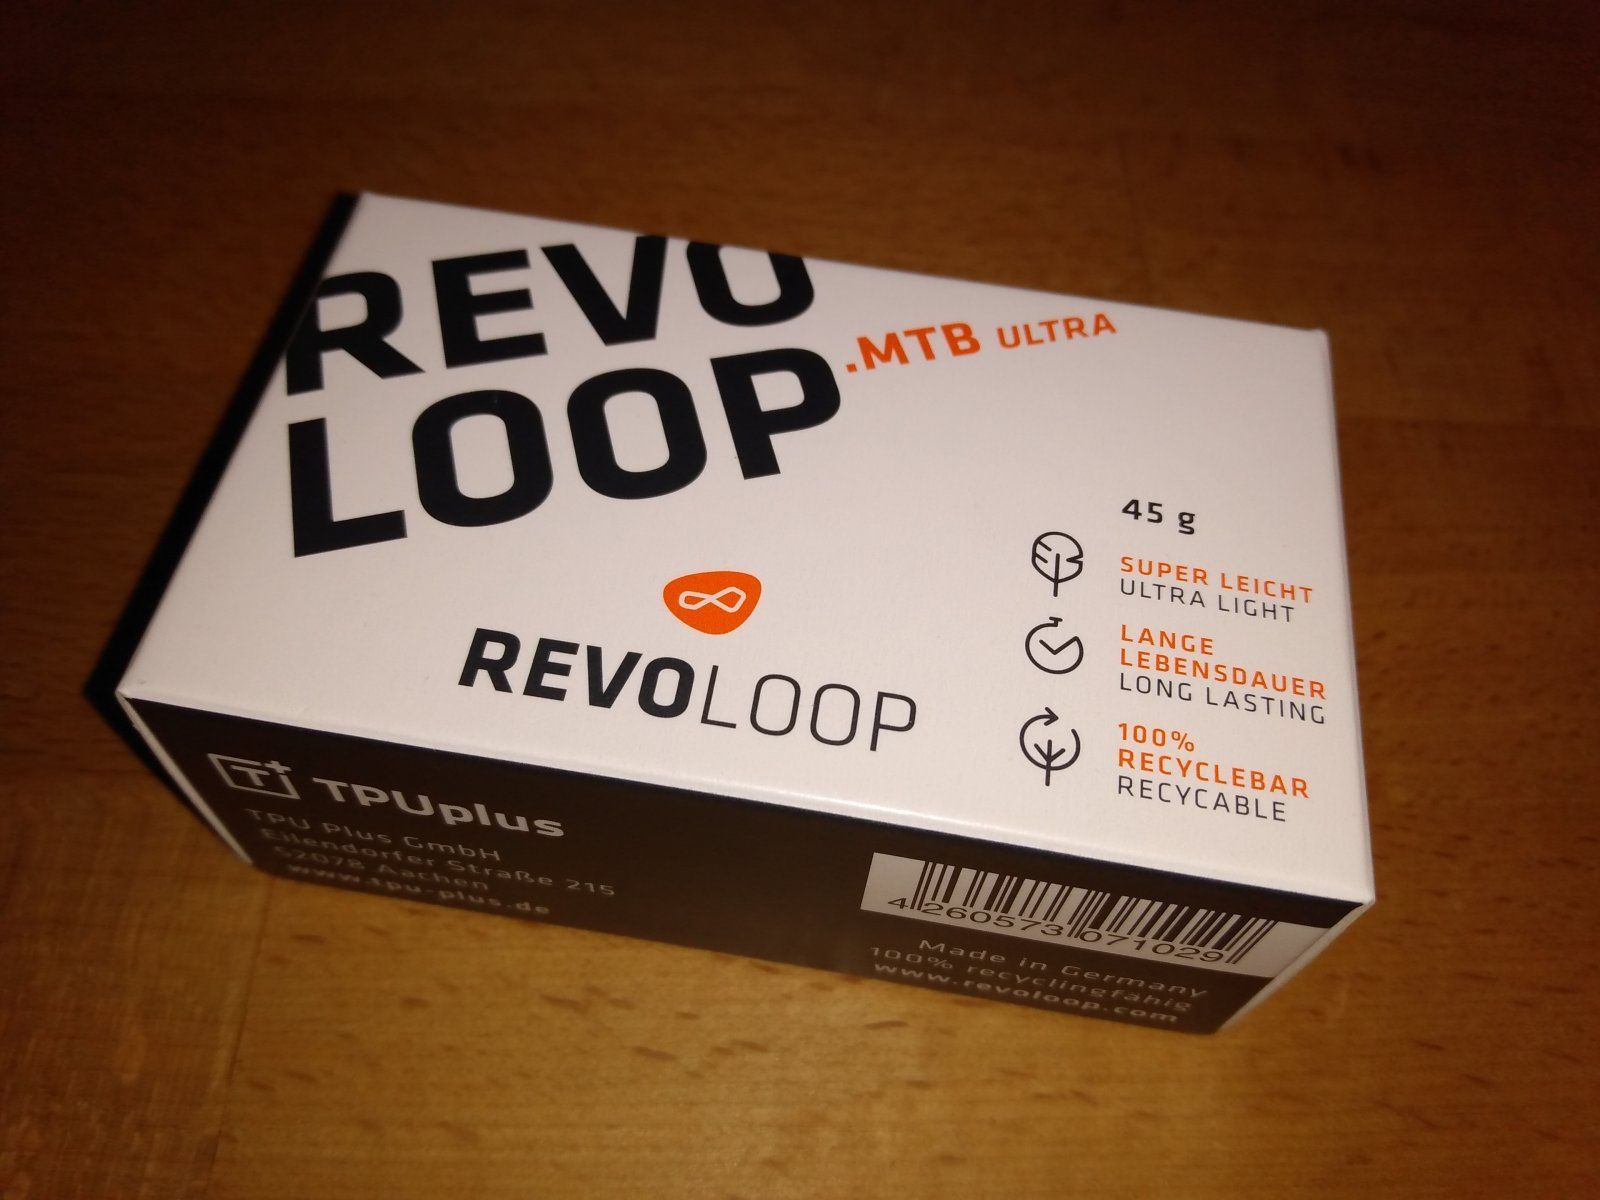 REVO
LOOP
.MTB ULTRA
REVOLOOP
45 g
SUPER LEICHT
ULTRA LIGHT
LANGE
LEBENSDAUER
LONG LASTING
100%
RECYCLEBAR
RECYCABLE
T+ TPUplus
TPU Plus GmbH
Eilendorfer Straße 215
52078 Aachen
www.tpu-plus.de
4 260573 071029
Made in Germany
100% recyclingfähig
www.revoloop.com